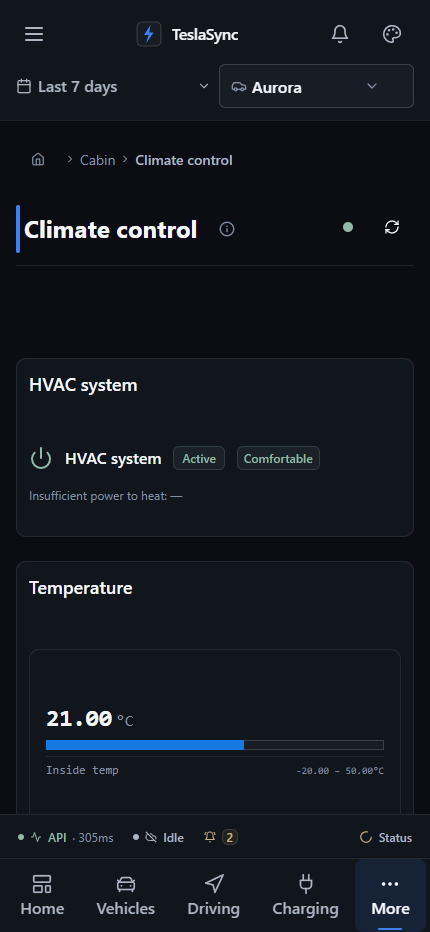 TeslaSync
Last 7 days
Aurora
Cabin
Climate control
Climate control
HVAC system
HVAC system
Active
Comfortable
Insufficient power to heat: —
Temperature
21.00 °C
Inside temp
-20.00 – 50.00°C
API · 305ms
Idle
2
Status
Home
Vehicles
Driving
Charging
More